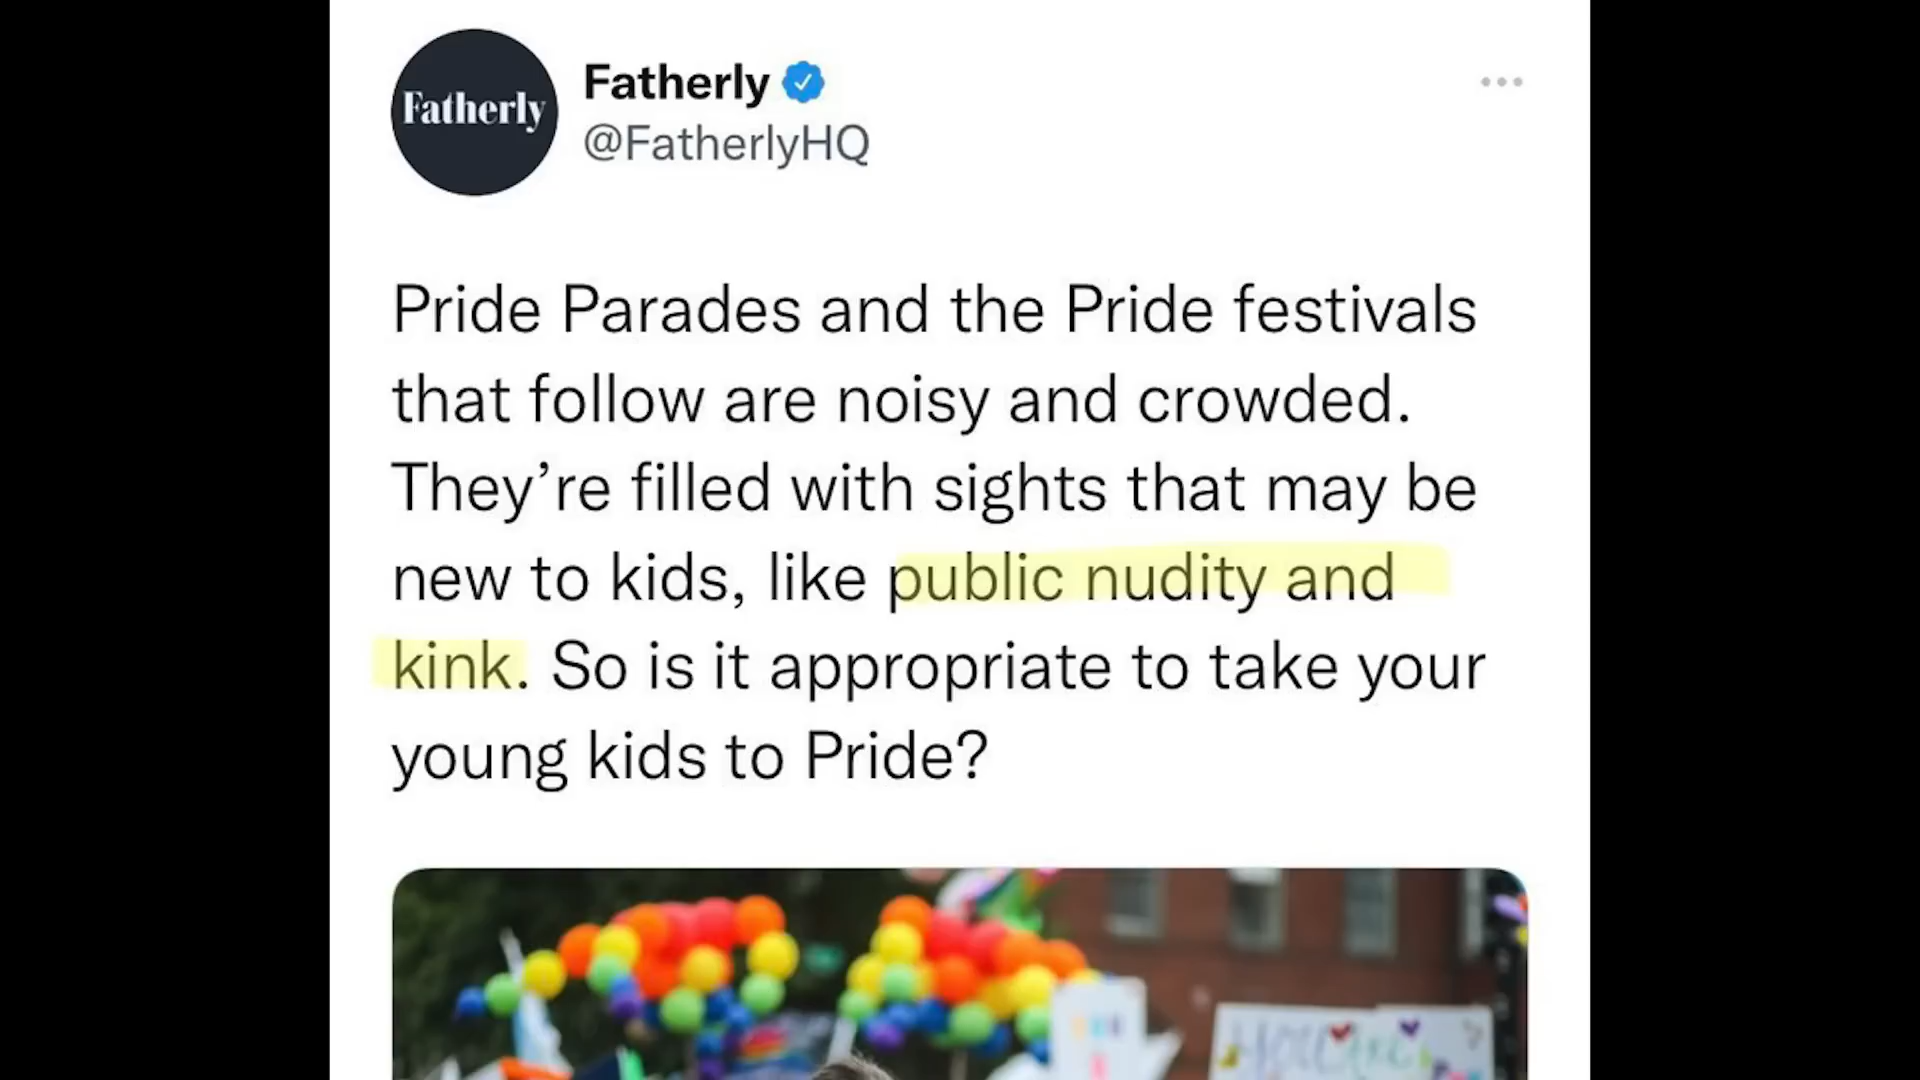 Fatherly
Fatherly
@FatherlyHQ
Pride Parades and the Pride festivals
that follow are noisy and crowded.
They’re filled with sights that may be
new to kids, like public nudity and
kink. So is it appropriate to take your
young kids to Pride?